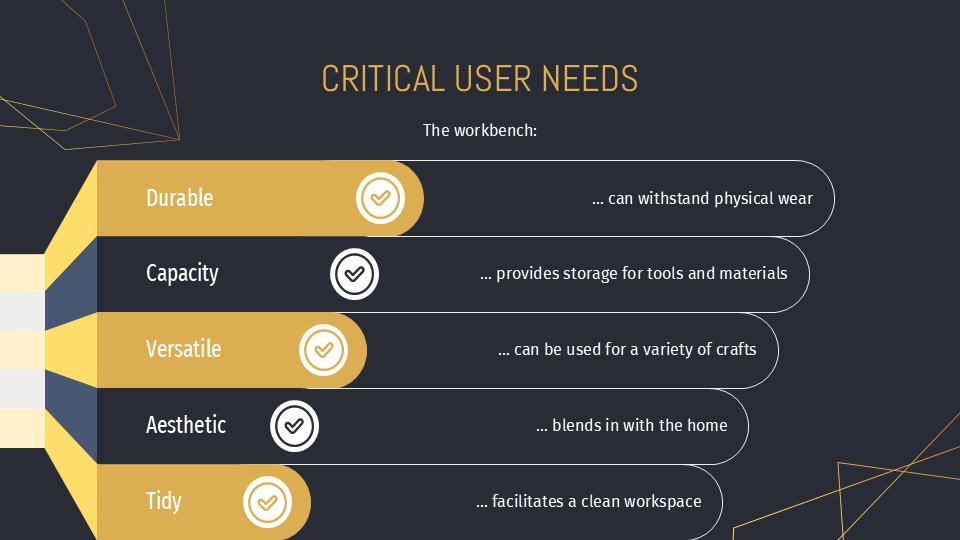 CRITICAL USER NEEDS
The workbench:
Durable
... can withstand physical wear
Capacity
... provides storage for tools and materials
Versatile
... can be used for a variety of crafts
Aesthetic
... blends in with the home
Tidy
... facilitates a clean workspace